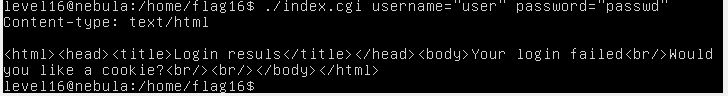 level16@nebula:/home/flag16$ ./index.cgi username="user" password="passwd"
Content-type: text/html

<html><head><title>Login resuls</title></head><body>Your login failed<br/>Would
you like a cookie?<br/><br/></body></html>
level16@nebula:/home/flag16$